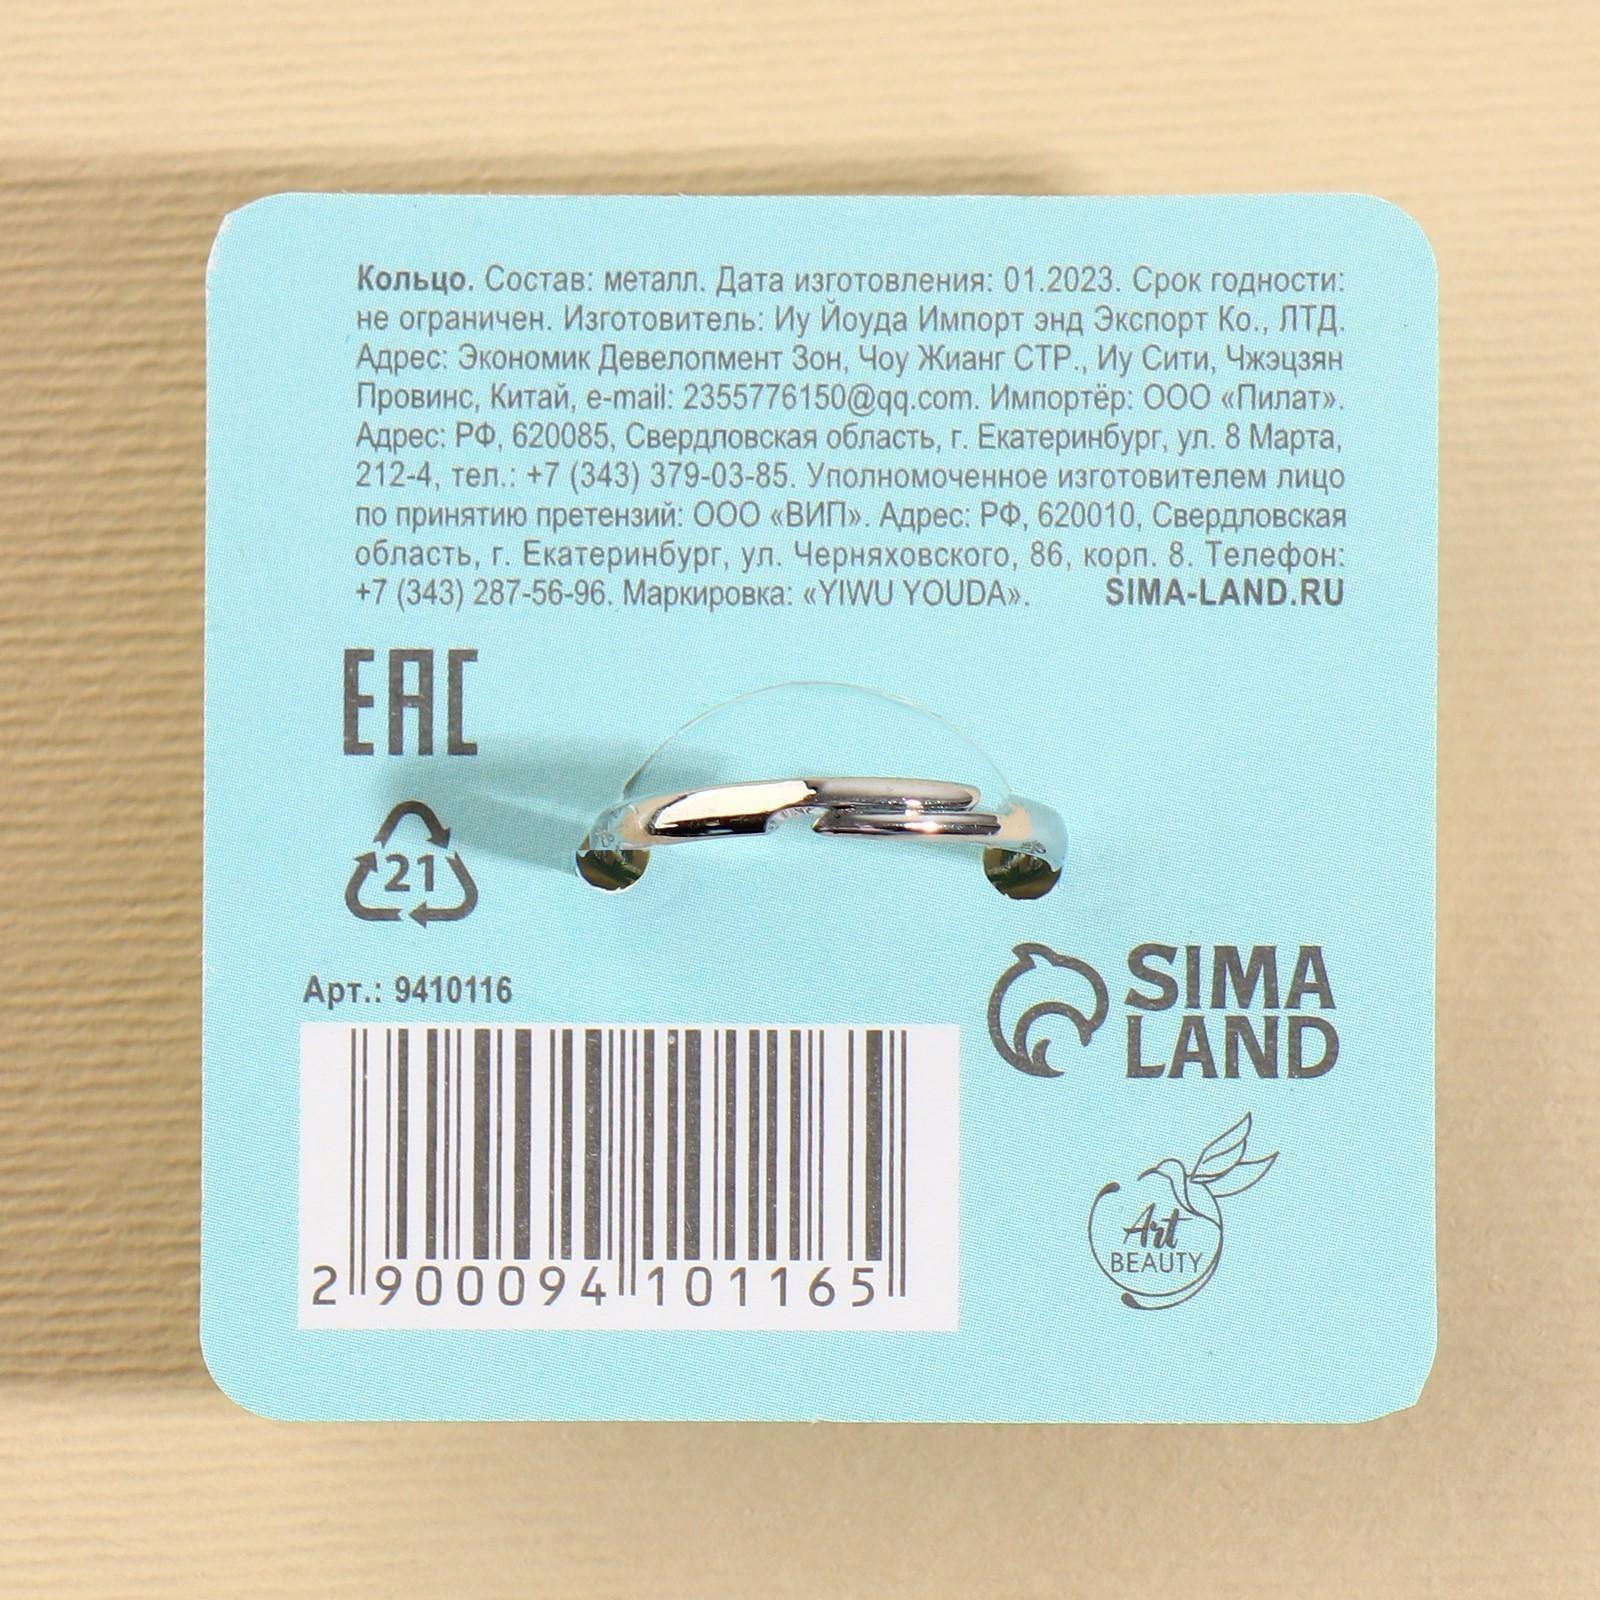 Кольцо. Состав: металл. Дата изготовления: 01.2023. Срок годности:
не ограничен. Изготовитель: Иу Йоуда Импорт энд Экспорт Ко., ЛТД.
Адрес: Экономик Девелопмент Зон, Чоу Жианг СТР., Иу Сити, Чжэцзян
Провинс, Китай, e-mail: 2355776150@qq.com. Импортёр: ООО «Пилат».
Адрес: РФ, 620085, Свердловская область, г. Екатеринбург, ул. 8 Марта,
212-4, тел.: +7 (343) 379-03-85. Уполномоченное изготовителем лицо
по принятию претензий: ООО «ВИП». Адрес: РФ, 620010, Свердловская
область, г. Екатеринбург, ул. Черняховского, 86, корп. 8. Телефон:
+7 (343) 287-56-96. Маркировка: «YIWU YOUDA». SIMA-LAND.RU
EAC
21
Арт.: 9410116
SIMA
LAND
Art
BEAUTY
2 900094 101165